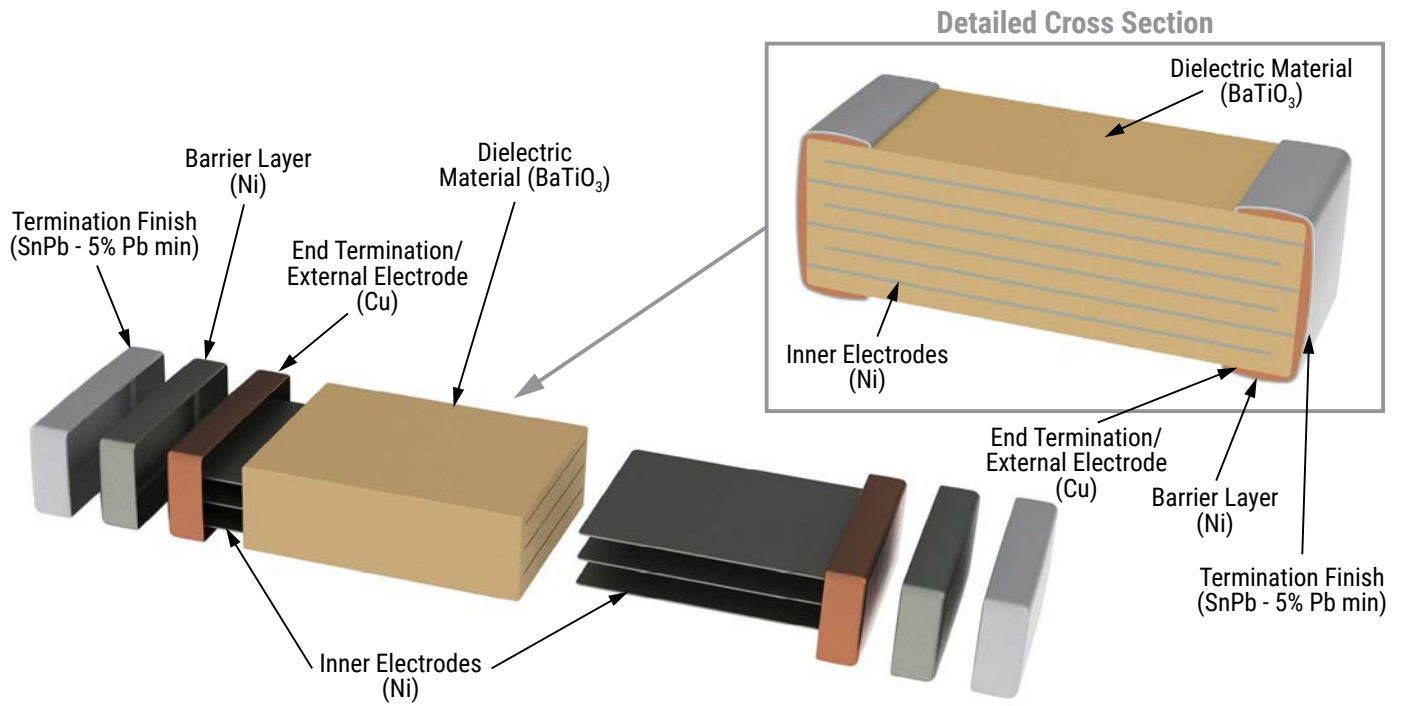 Detailed Cross Section
Dielectric Material
(BaTiO₃)
Barrier Layer
(Ni)
Dielectric
Material (BaTiO₃)
Termination Finish
(SnPb - 5% Pb min)
End Termination/
External Electrode
(Cu)
Inner Electrodes
(Ni)
End Termination/
External Electrode
(Cu)
Barrier Layer
(Ni)
Termination Finish
(SnPb - 5% Pb min)
Inner Electrodes
(Ni)